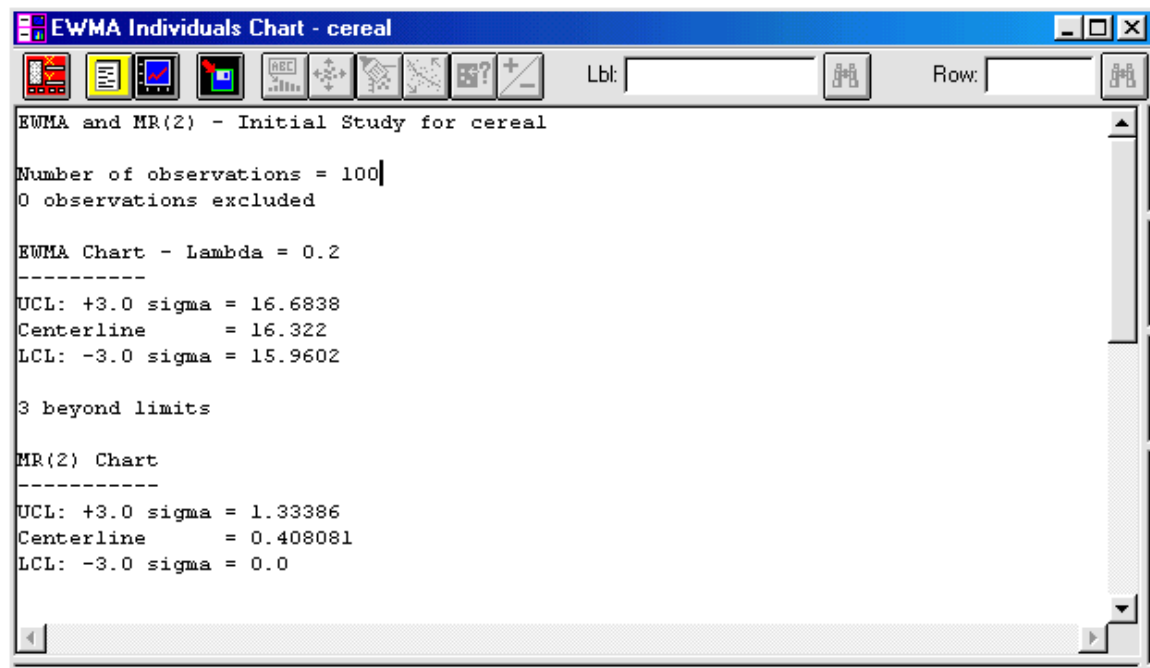 EWMA Individuals Chart - cereal
ABC Lbl: Row:
EWMA and MR(2) - Initial Study for cereal
Number of observations = 100
0 observations excluded
EWMA Chart - Lambda = 0.2
----------
UCL: +3.0 sigma = 16.6838
Centerline      = 16.322
LCL: -3.0 sigma = 15.9602
3 beyond limits
MR(2) Chart
-----------
UCL: +3.0 sigma = 1.33386
Centerline      = 0.408081
LCL: -3.0 sigma = 0.0